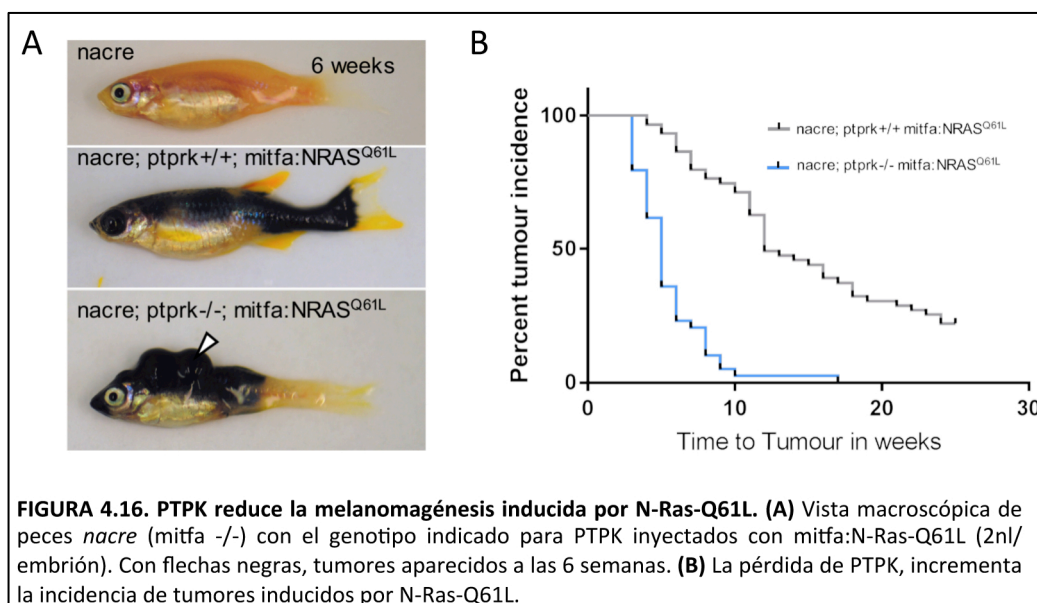 A
B
nacre
6 weeks
nacre; ptprk+/+; mitfa:NRASQ61L
nacre; ptprk-/-; mitfa:NRASQ61L
Percent tumour incidence
100
50
0
0
10
20
30
Time to Tumour in weeks
nacre; ptprk+/+ mitfa:NRASQ61L
nacre; ptprk-/- mitfa:NRASQ61L
FIGURA 4.16. PTPK reduce la melanomagénesis inducida por N-Ras-Q61L. (A) Vista macroscópica de
peces nacre (mitfa -/-) con el genotipo indicado para PTPK inyectados con mitfa:N-Ras-Q61L (2nl/
embrión). Con flechas negras, tumores aparecidos a las 6 semanas. (B) La pérdida de PTPK, incrementa
la incidencia de tumores inducidos por N-Ras-Q61L.